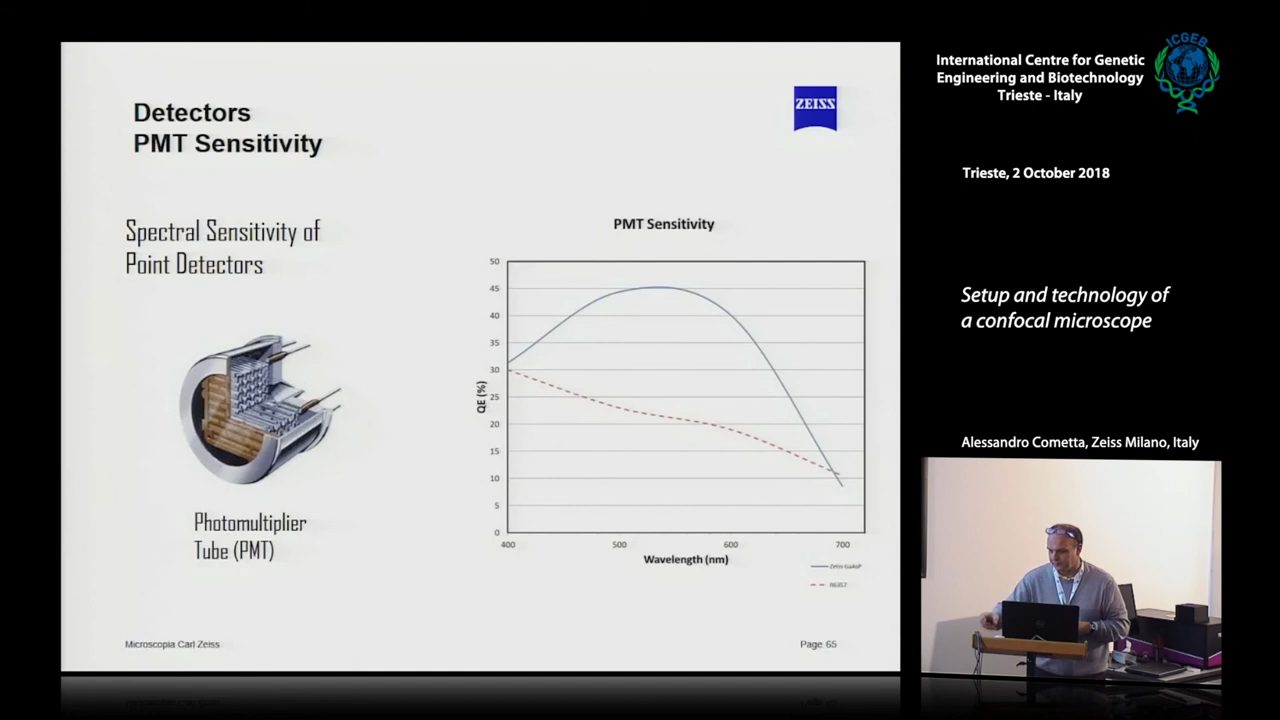 Detectors
PMT Sensitivity
ZEISS
Spectral Sensitivity of
Point Detectors
Photomultiplier
Tube (PMT)
PMT Sensitivity
50
45
40
35
30
25
20
15
10
5
0
QE (%)
400
500
600
700
Wavelength (nm)
Zeiss GaAsP
Microscopia Carl Zeiss
Page 65
International Centre for Genetic
Engineering and Biotechnology
Trieste - Italy
ICGEB
Trieste, 2 October 2018
Setup and technology of
a confocal microscope
Alessandro Cometta, Zeiss Milano, Italy